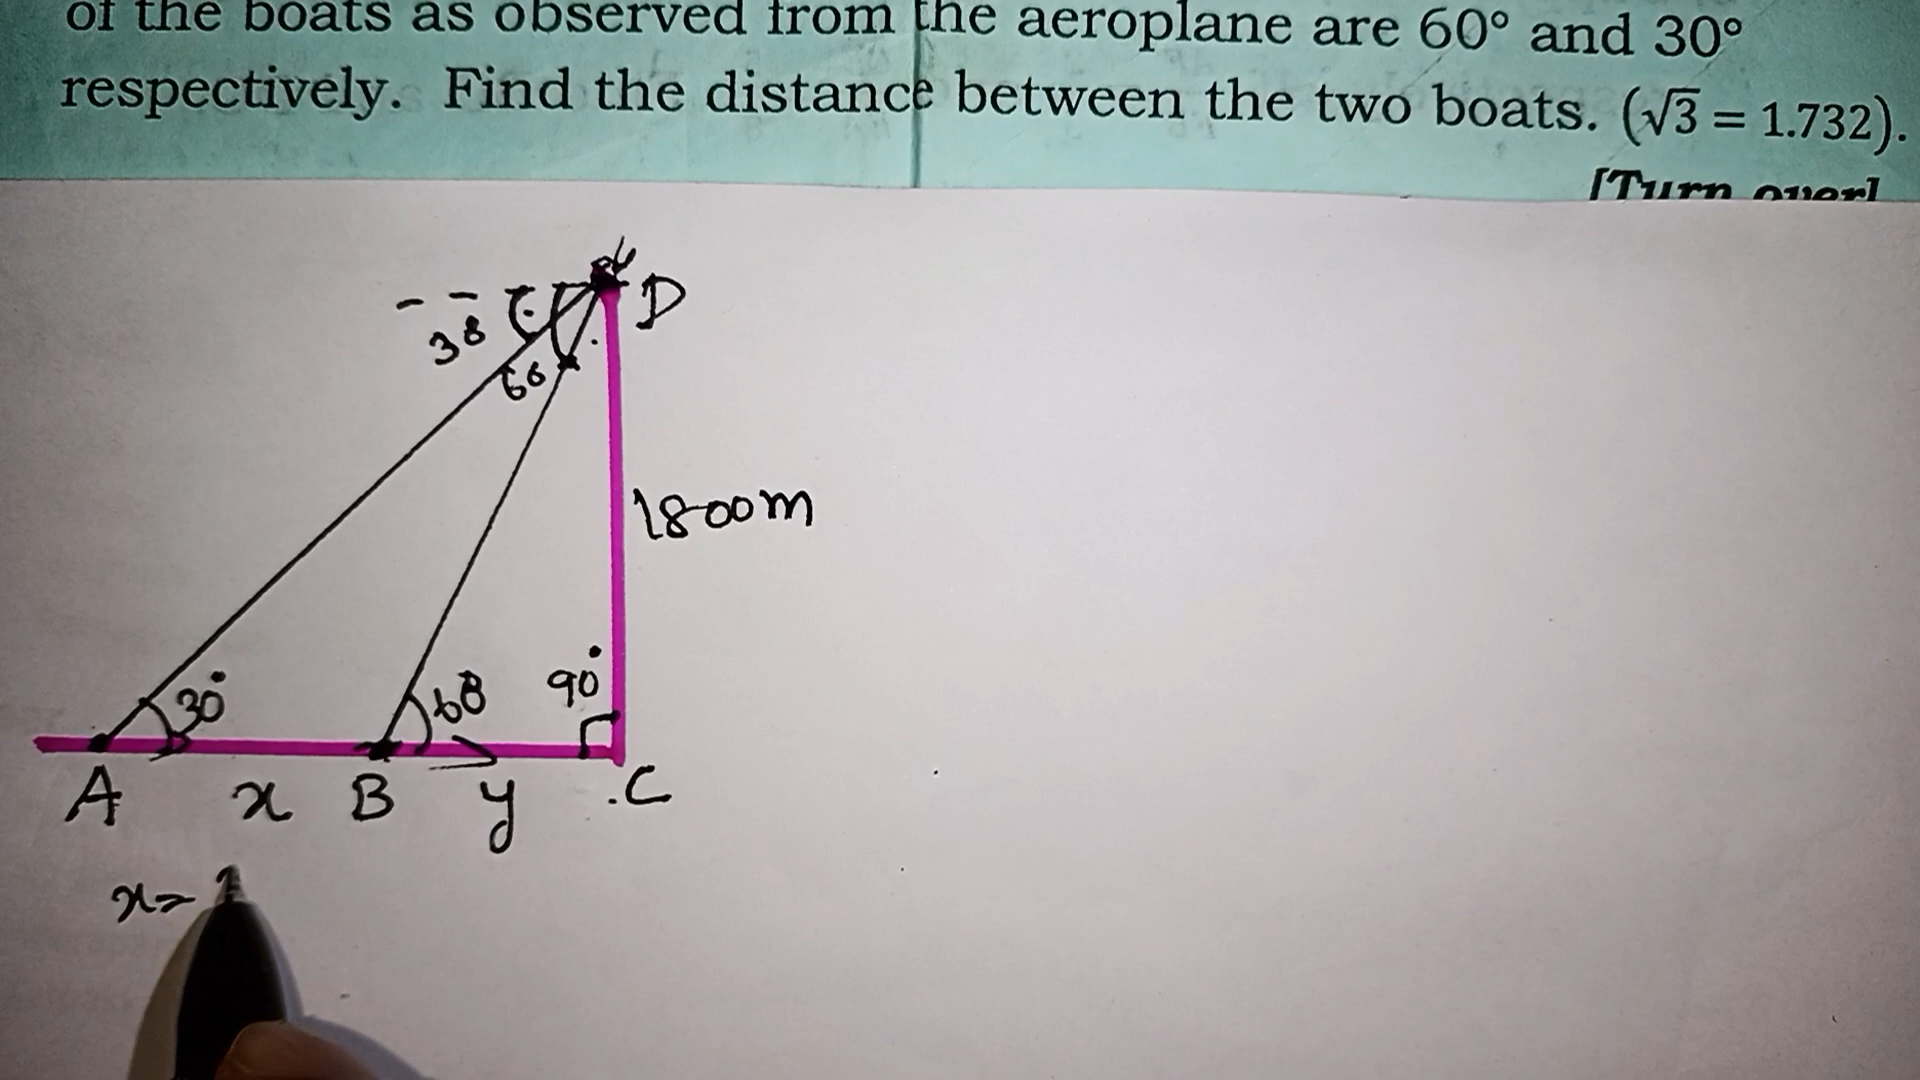 of the boats as observed from the aeroplane are 60° and 30°
respectively. Find the distance between the two boats. (√3 = 1.732).
[Turn over]
D
30
60
1800m
30°
60
90°
A x B y C
x =